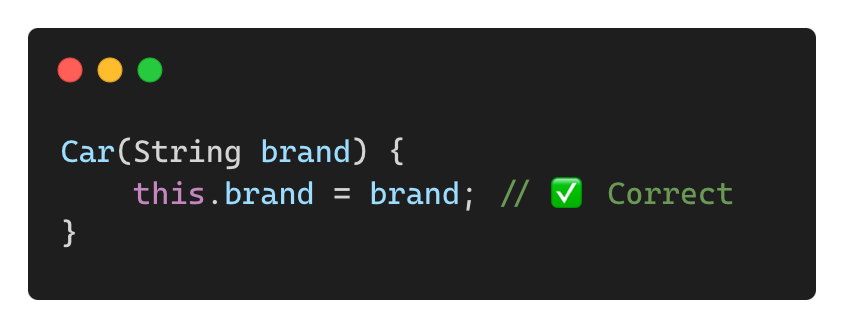 Car(String brand) {
    this.brand = brand; // ✅ Correct
}